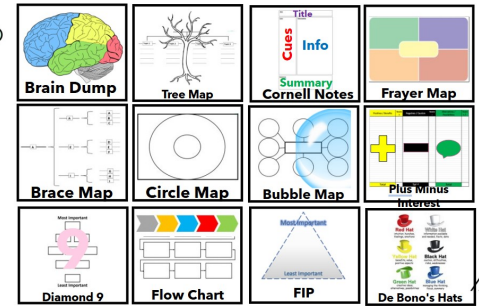 Brain Dump
Tree Map
Title
Cues
Info
Summary
Cornell Notes
Frayer Map
Brace Map
Circle Map
Bubble Map
Plus Minus
Interest
Most Important
9
Least Important
Diamond 9
Flow Chart
Most Important
Least Important
FIP
Red Hat
White Hat
Yellow Hat
Black Hat
Green Hat
Blue Hat
De Bono's Hats